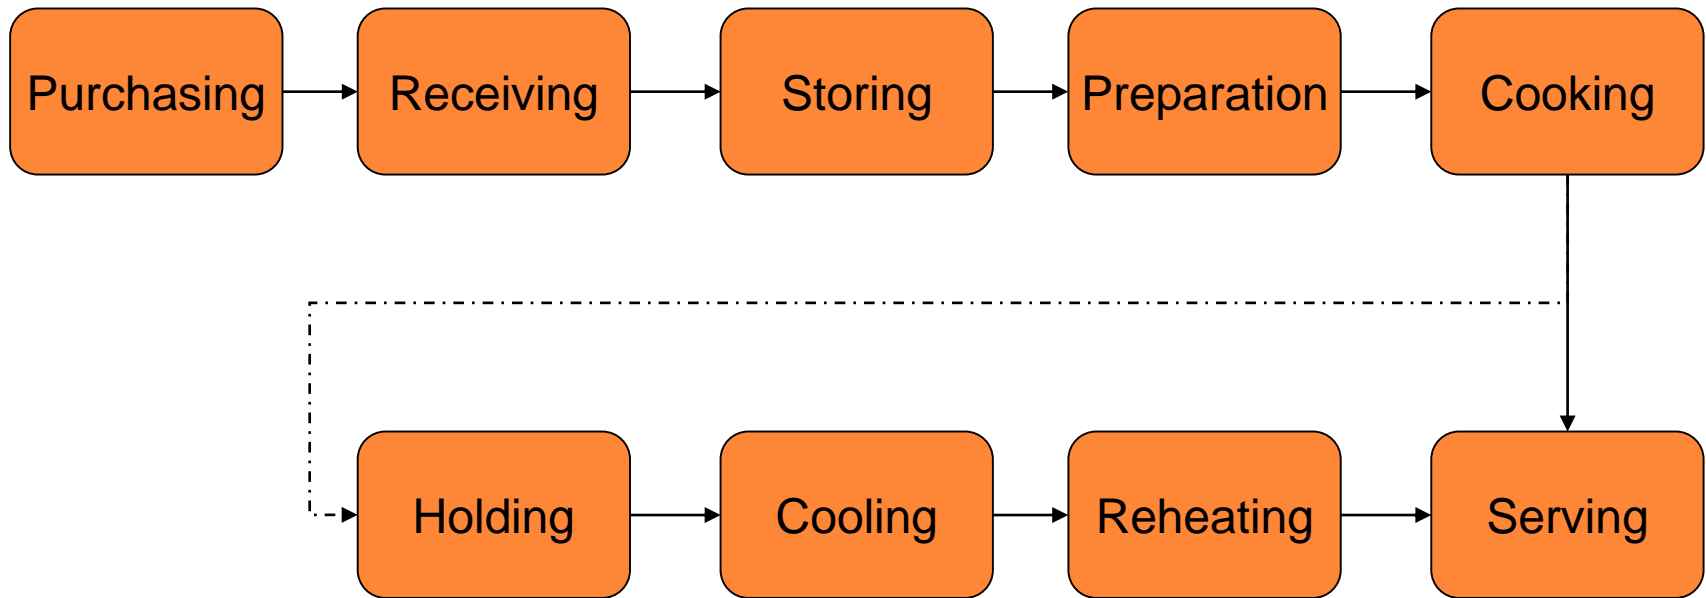 Purchasing
Receiving
Storing
Preparation
Cooking
Holding
Cooling
Reheating
Serving